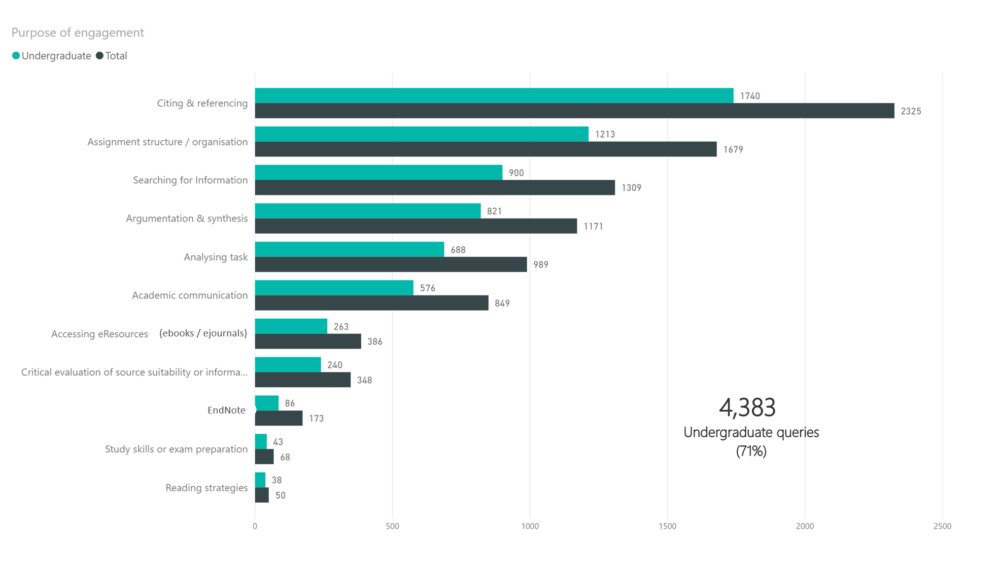 Purpose of engagement
Undergraduate Total
Citing & referencing 1740 2325
Assignment structure / organisation 1213 1679
Searching for Information 900 1309
Argumentation & synthesis 821 1171
Analysing task 688 989
Academic communication 576 849
Accessing eResources (ebooks / ejournals) 263 386
Critical evaluation of source suitability or informa... 240 348
EndNote 86 173
Study skills or exam preparation 43 68
Reading strategies 38 50
4,383
Undergraduate queries
(71%)
0 500 1000 1500 2000 2500